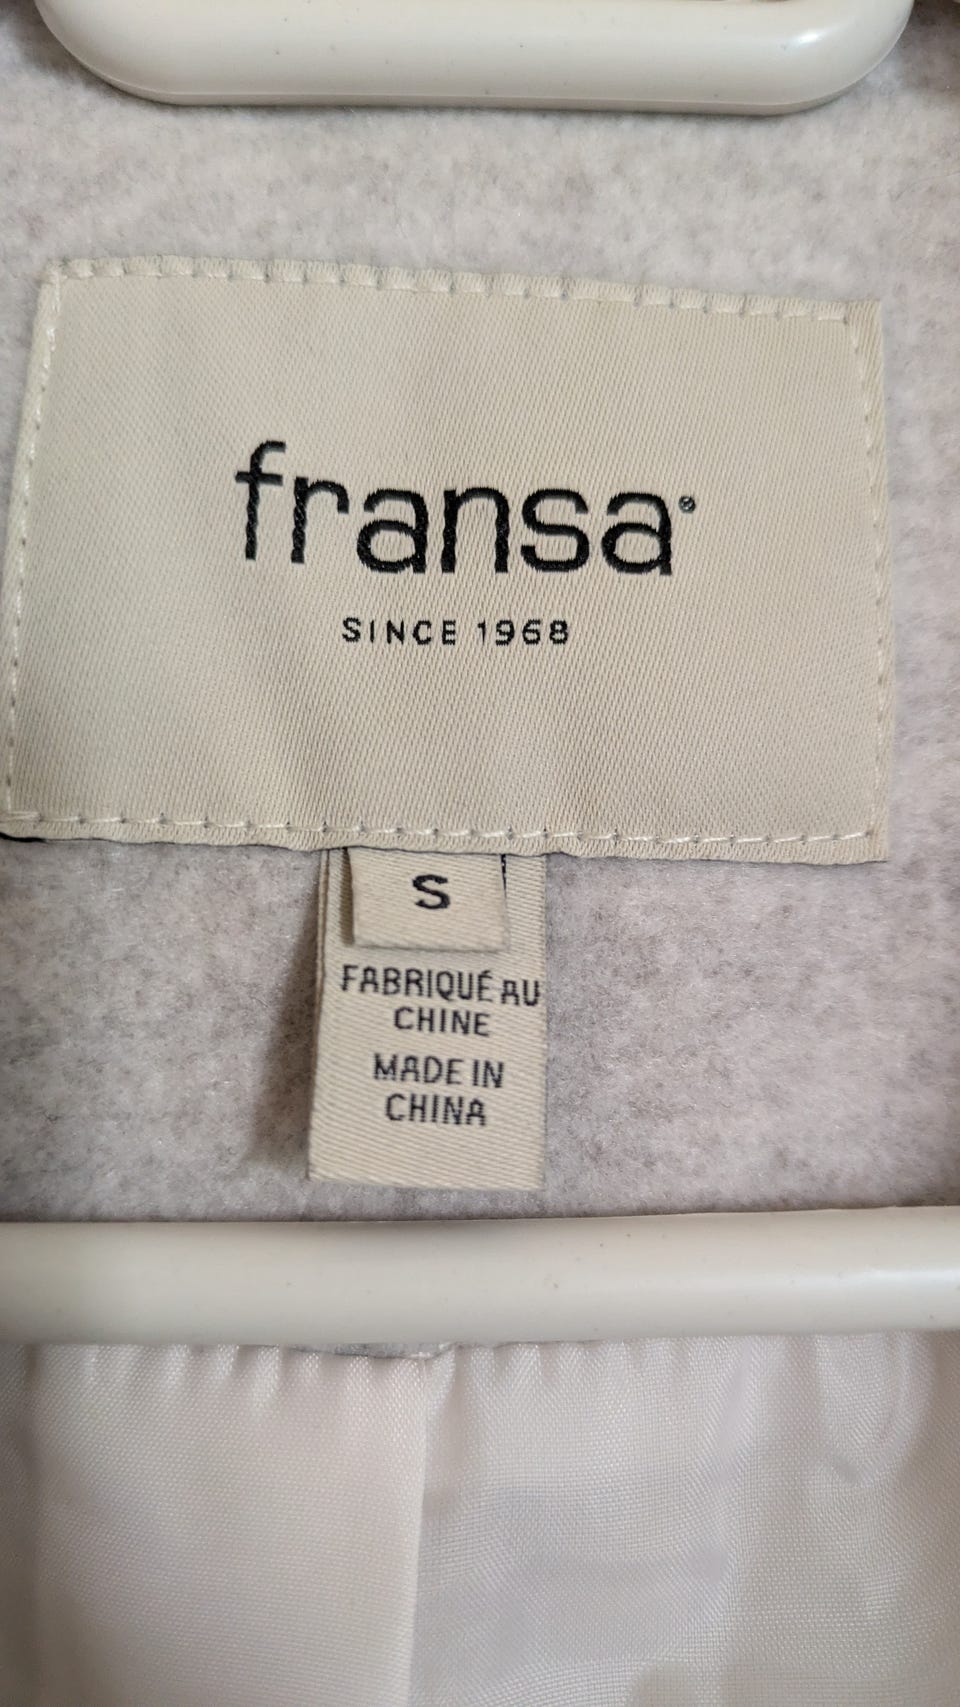 fransa®
SINCE 1968
S
FABRIQUÉ AU
CHINE
MADE IN
CHINA